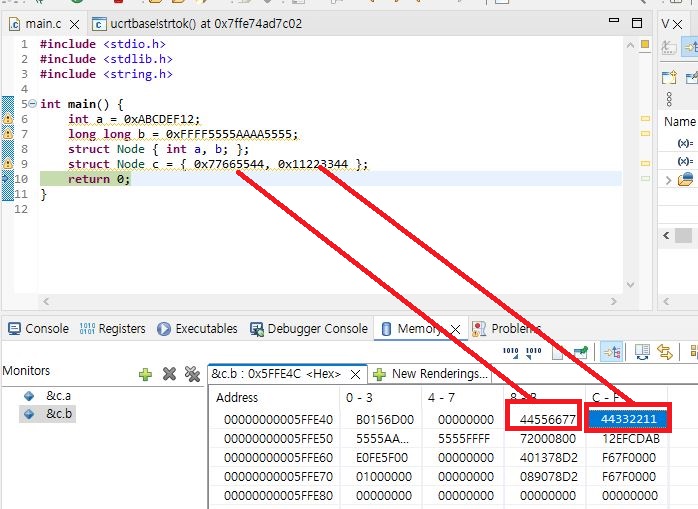 main.c
ucrtbase!strtok() at 0x7ffe74ad7c02
1 #include <stdio.h>
2 #include <stdlib.h>
3 #include <string.h>
4
5 int main() {
6 int a = 0xABCDEF12;
7 long long b = 0xFFFF5555AAAA5555;
8 struct Node { int a, b; };
9 struct Node c = { 0x77665544, 0x11223344 };
10 return 0;
11 }
12
Name
(x)=
(x)=
Console Registers Executables Debugger Console Memory Problems
Monitors
&c.a
&c.b
&c.b : 0x5FFE4C <Hex> New Renderings...
Address 0 - 3 4 - 7 8 - B C - F
00000000005FFE40 B0156D00 00000000 44556677 44332211
00000000005FFE50 5555AA... 5555FFFF 72000800 12EFCDAB
00000000005FFE60 E0FE5F00 00000000 401378D2 F67F0000
00000000005FFE70 01000000 00000000 089078D2 F67F0000
00000000005FFE80 00000000 00000000 00000000 00000000